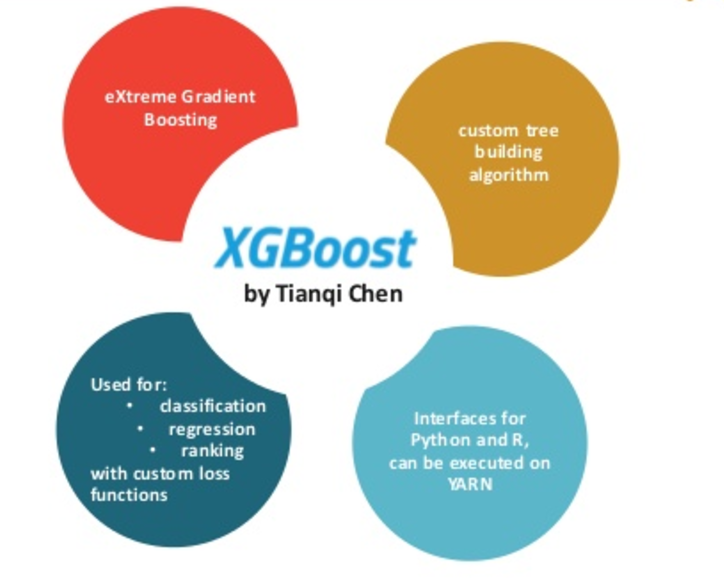 eXtreme Gradient
Boosting
custom tree
building
algorithm
XGBoost
by Tianqi Chen
Used for:
• classification
• regression
• ranking
with custom loss
functions
Interfaces for
Python and R,
can be executed on
YARN